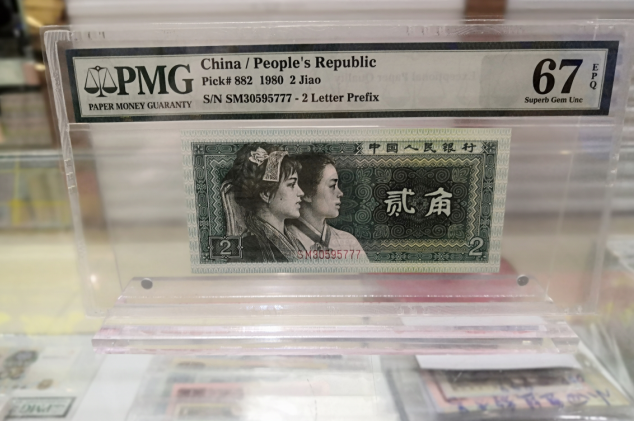 PMG
PAPER MONEY GUARANTY
China / People's Republic
Pick# 882 1980 2 Jiao
S/N SM30595777 - 2 Letter Prefix
67
EPQ
Superb Gem Unc
中国人民银行
贰角
2
2
SM30595777